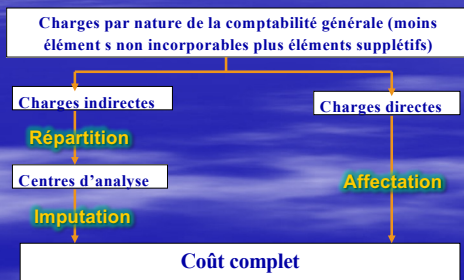 Charges par nature de la comptabilité générale (moins
élément s non incorporables plus éléments supplétifs)
Charges indirectes
Charges directes
Répartition
Centres d'analyse
Affectation
Imputation
Coût complet